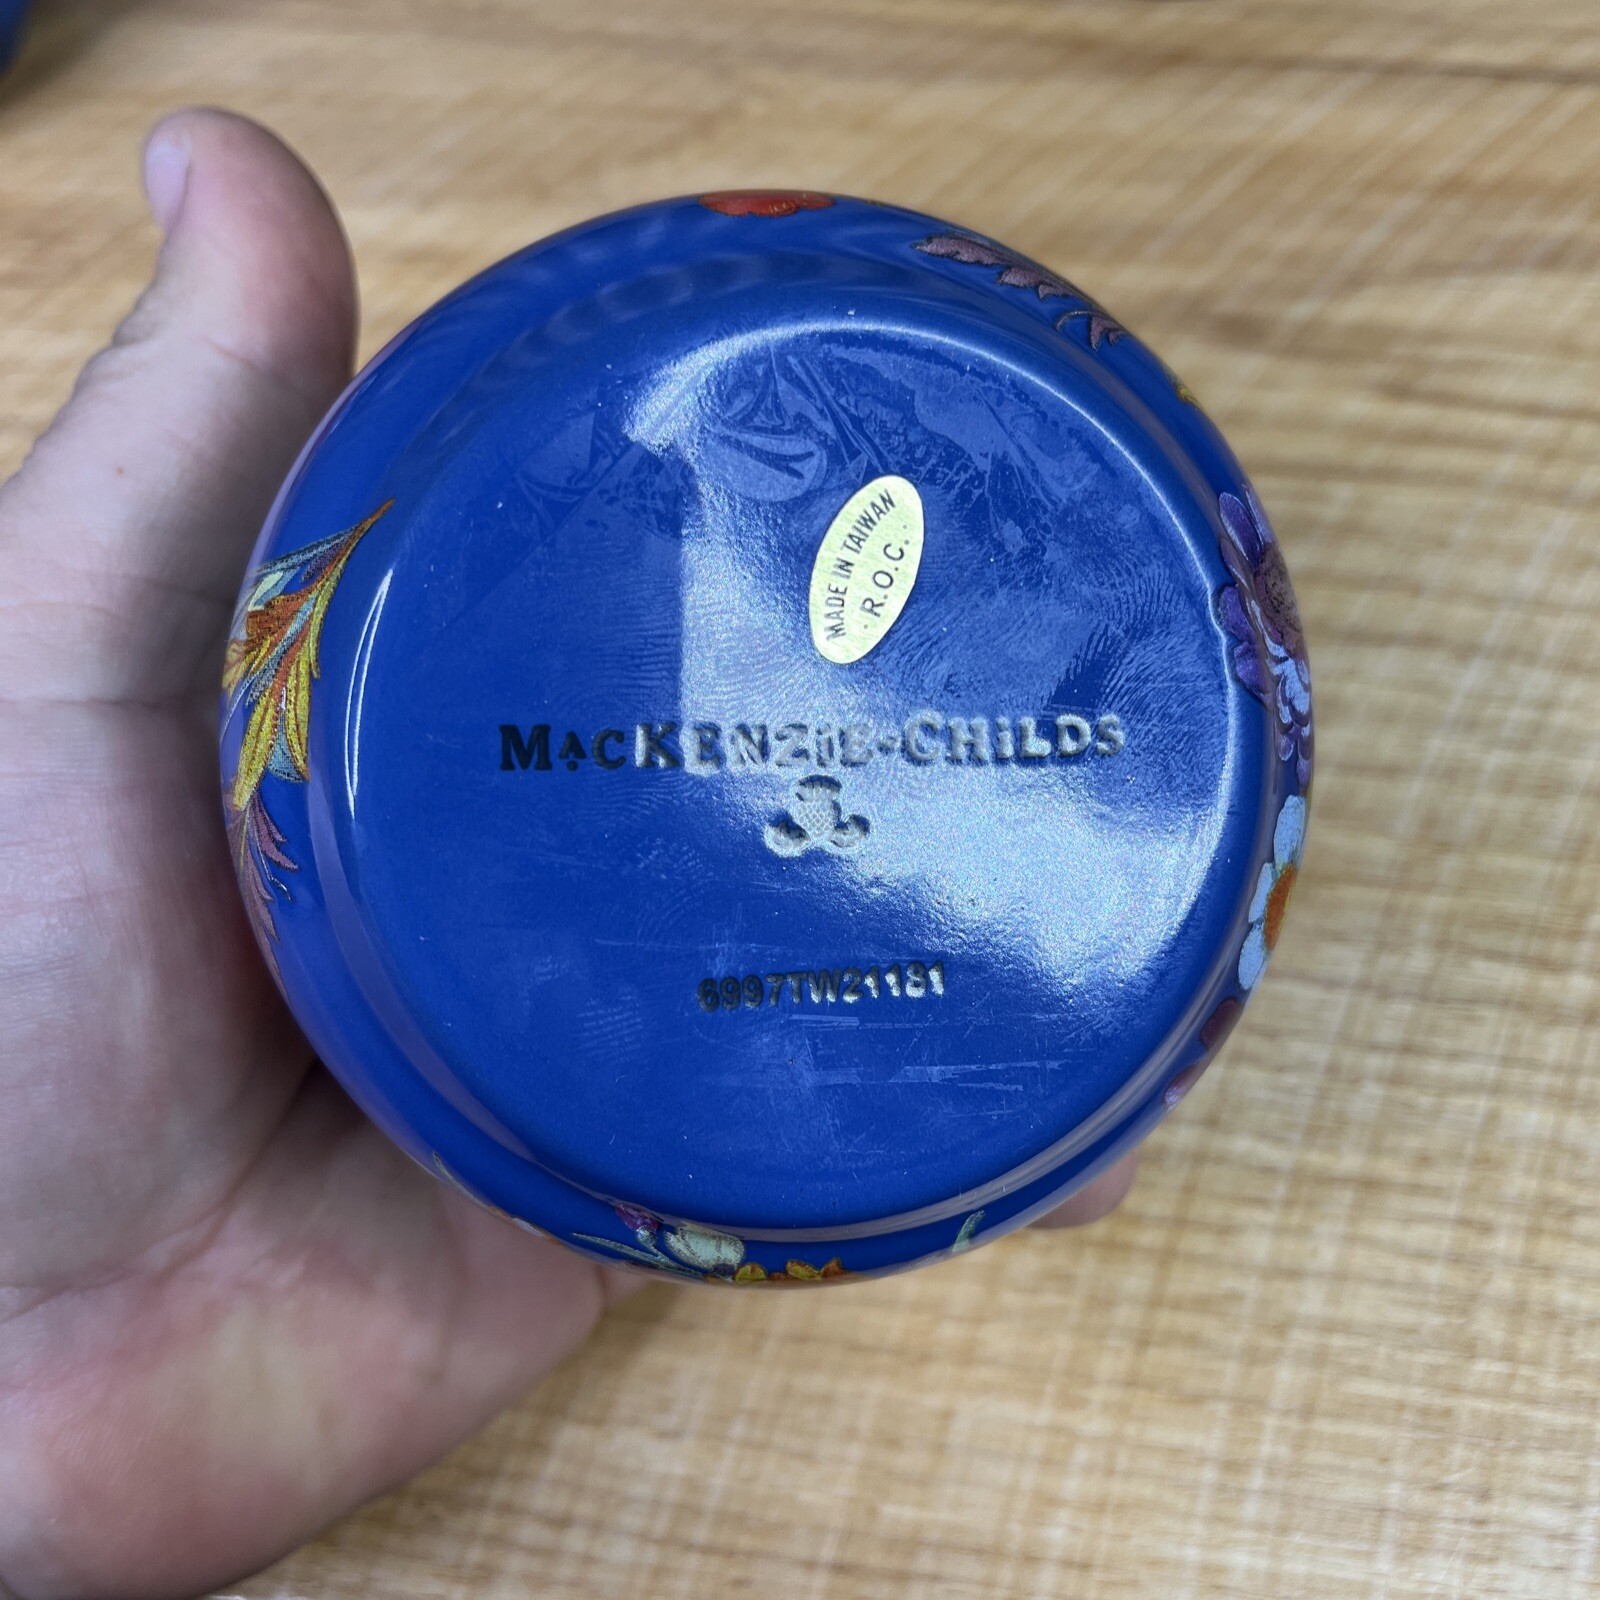 MADE IN TAIWAN
. R.O.C. .
MacKENZiE-CHiLDS
6997TW21181